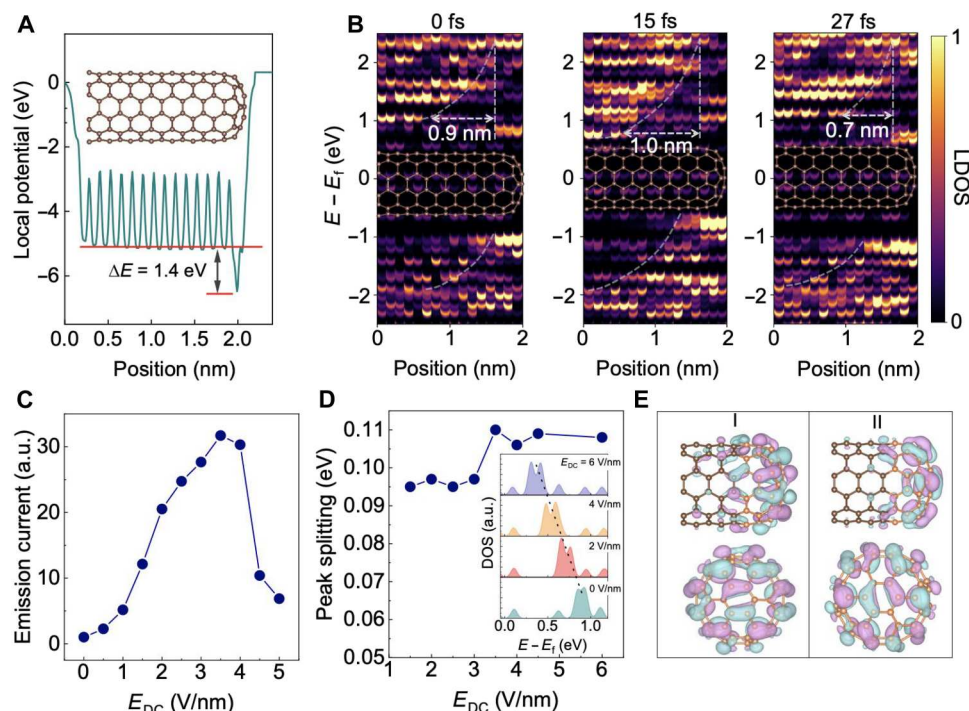 A
Local potential (eV)
0
−2
−4
−6
ΔE = 1.4 eV
0.0 0.5 1.0 1.5 2.0
Position (nm)
B
0 fs 15 fs 27 fs
E − Ef (eV)
2
1
0
−1
−2
0.9 nm
1.0 nm
0.7 nm
0 1 2
0 1 2
0 1 2
Position (nm)
Position (nm)
Position (nm)
1
LDOS
0
C
Emission current (a.u.)
30
20
10
0
0 1 2 3 4 5
EDC (V/nm)
D
Peak splitting (eV)
0.11
0.10
0.09
0.08
0.07
0.06
0.05
1 2 3 4 5 6
EDC (V/nm)
DOS (a.u.)
EDC = 6 V/nm
4 V/nm
2 V/nm
0 V/nm
0.0 0.5 1.0
E − Ef (eV)
E
I II